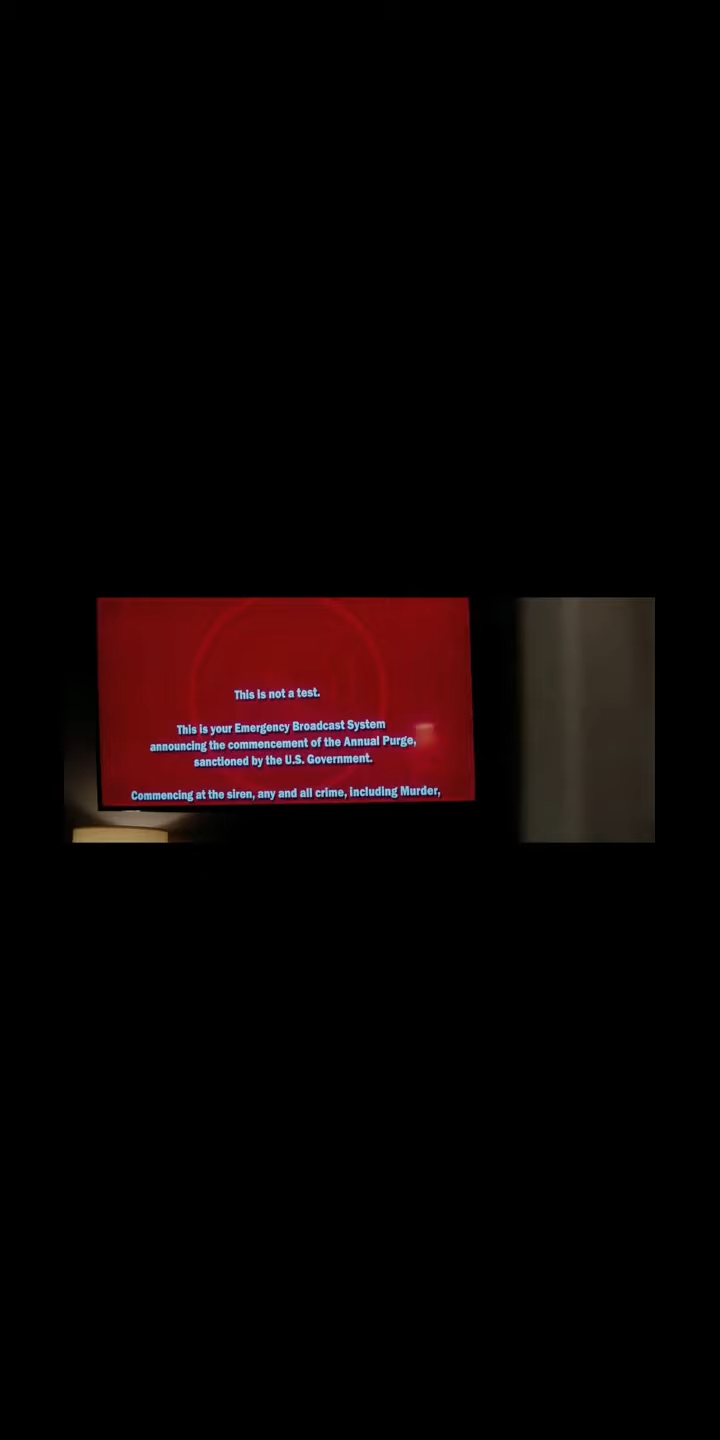 This is not a test.
This is your Emergency Broadcast System
announcing the commencement of the Annual Purge,
sanctioned by the U.S. Government.
Commencing at the siren, any and all crime, including Murder,